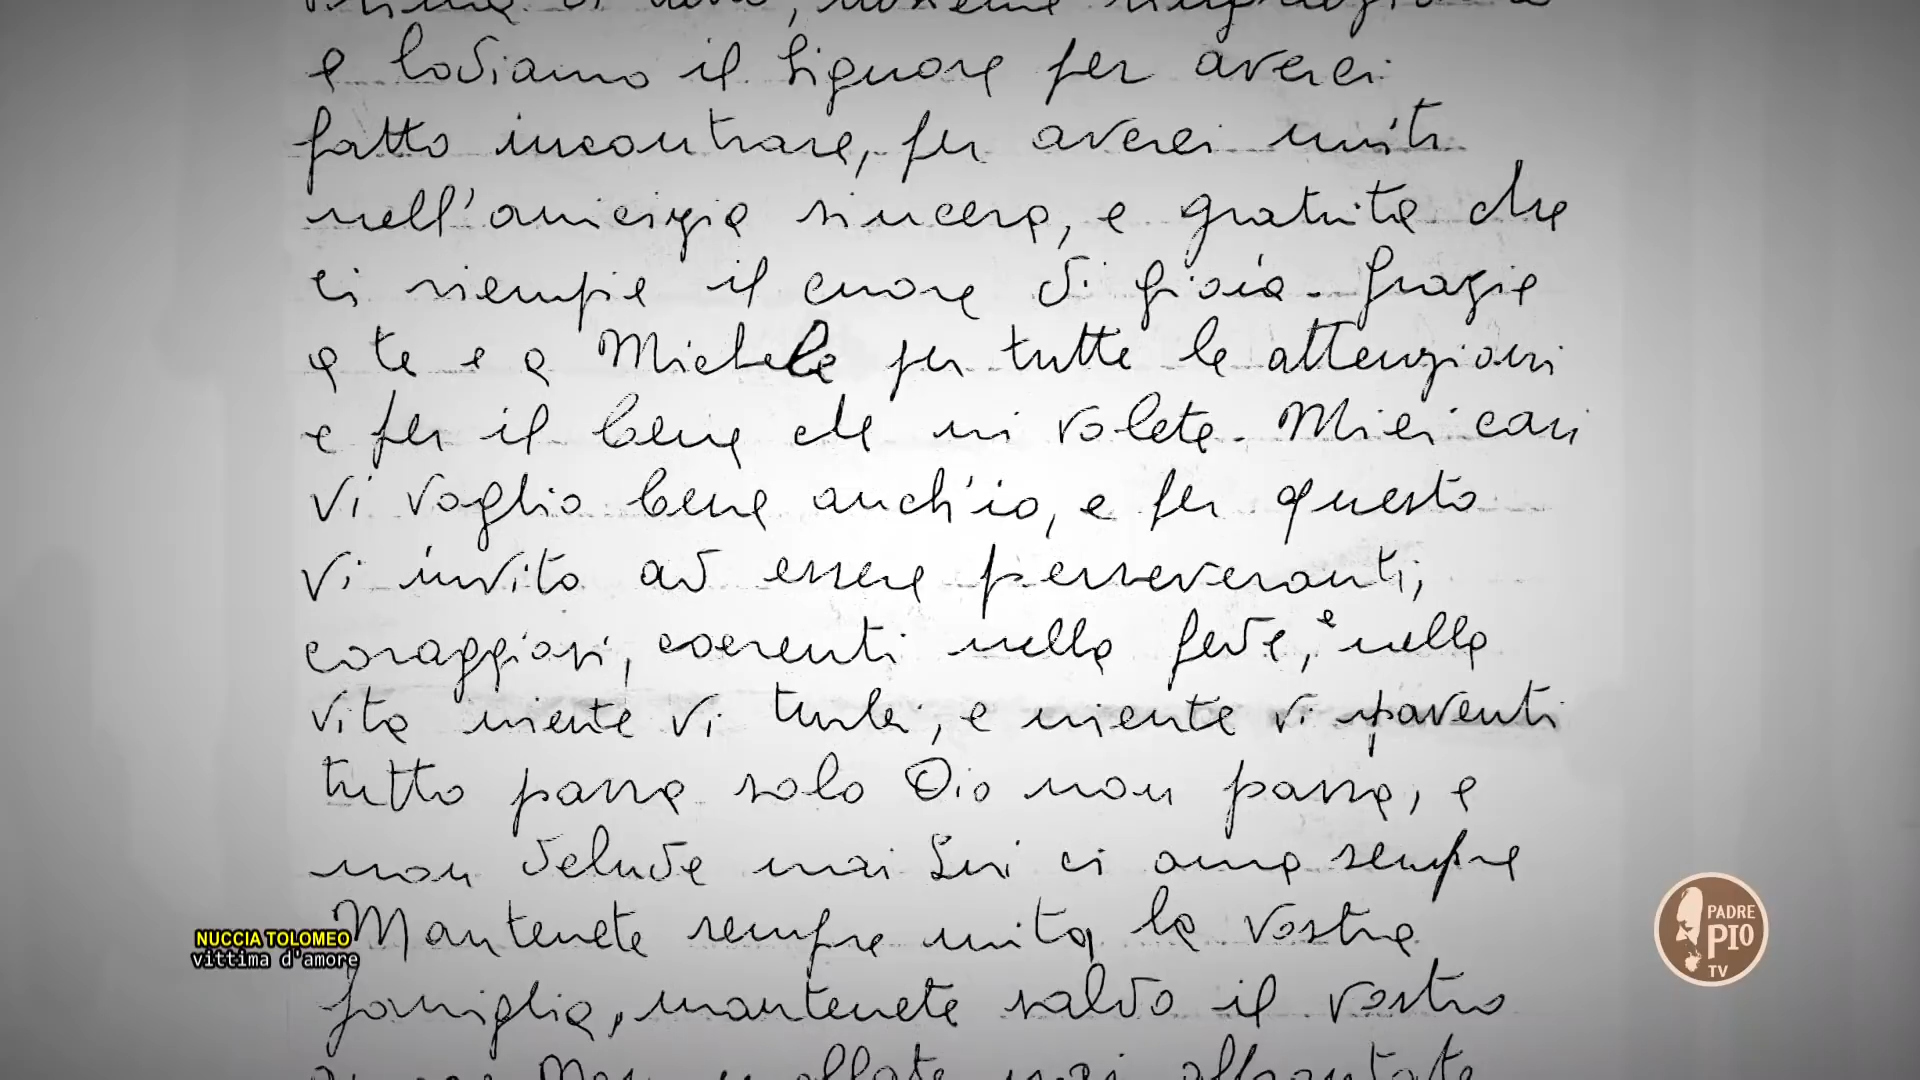 e lodiamo il Signore per averci
fatto incontrare, per averci uniti
nell'amicizia sincera, e gratuita che
ci riempie il cuore di gioia. Grazie
a te e a Michele per tutte le attenzioni
e per il bene che mi volete. Miei cari
vi voglio bene anch'io, e per questo
vi invito ad essere perseveranti,
coraggiosi, coerenti nella fede, e nella
vita niente vi turbi, e niente vi spaventi
tutto passa solo Dio non passa, e
non delude mai Lui ci ama sempre
Mantenete sempre unita la vostra
famiglia, mantenete saldo il vostro
NUCCIA TOLOMEO
vittima d'amore
PADRE
PIO
TV